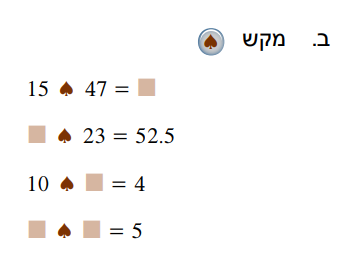 ב. מקש ♠
15 ♠ 47 = ■
■ ♠ 23 = 52.5
10 ♠ ■ = 4
■ ♠ ■ = 5